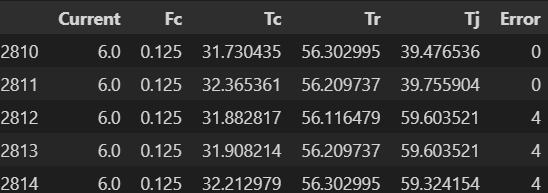 Current Fc Tc Tr Tj Error
2810 6.0 0.125 31.730435 56.302995 39.476536 0
2811 6.0 0.125 32.365361 56.209737 39.755904 0
2812 6.0 0.125 31.882817 56.116479 59.603521 4
2813 6.0 0.125 31.908214 56.209737 59.603521 4
2814 6.0 0.125 32.212979 56.302995 59.324154 4